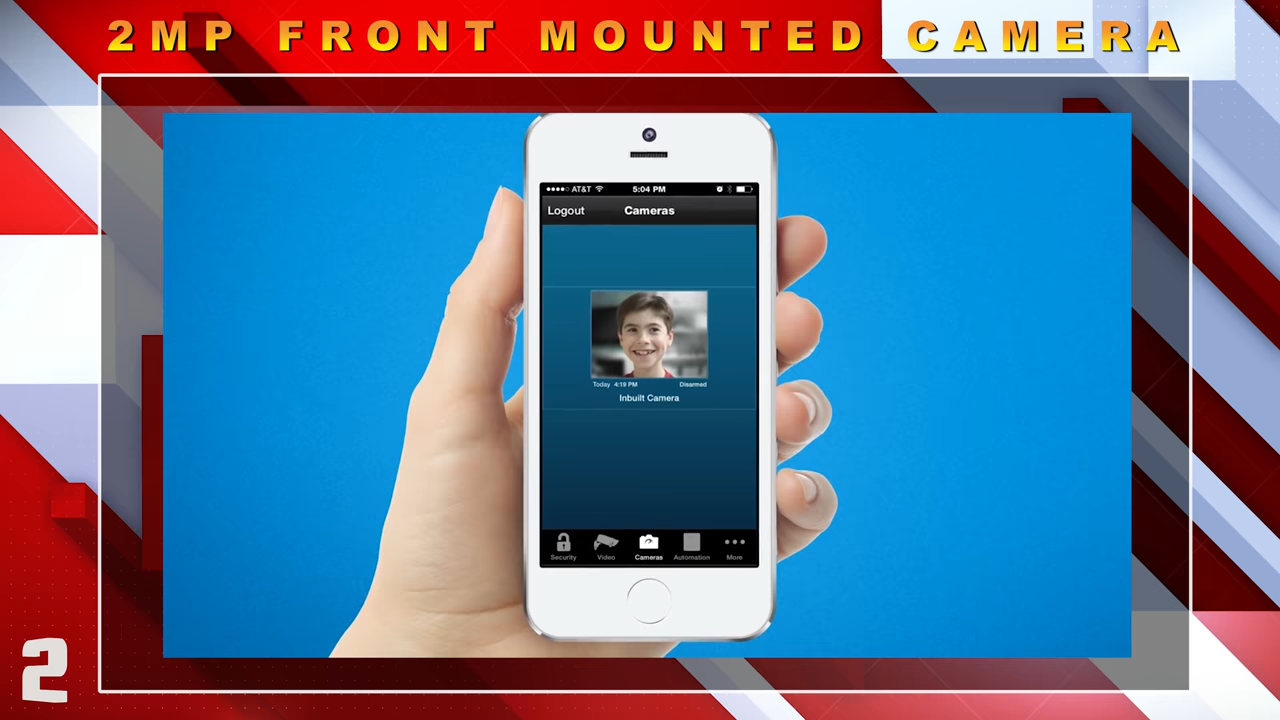 2MP FRONT MOUNTED CAMERA
AT&T 5:04 PM
Logout Cameras
Today 4:19 PM Disarmed
Inbuilt Camera
Security Video Cameras Automation More
2